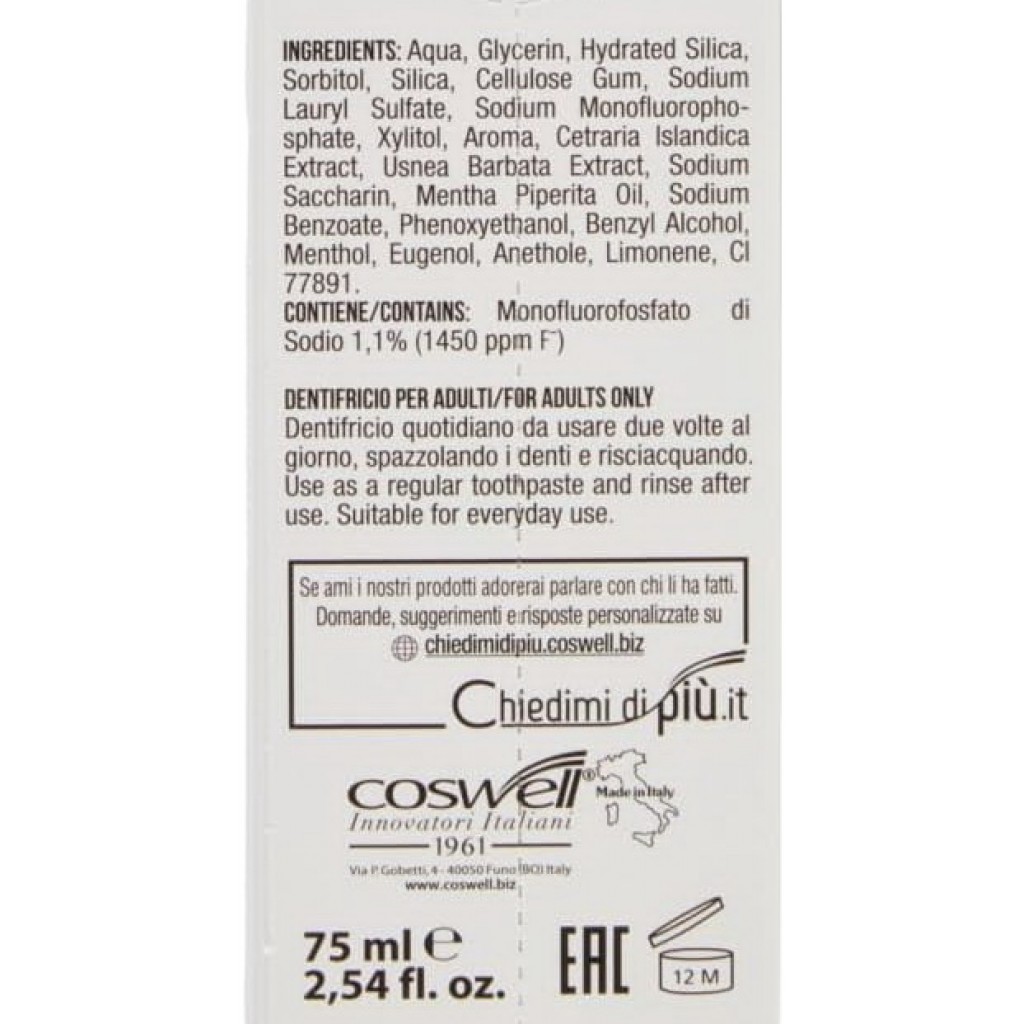 INGREDIENTS: Aqua, Glycerin, Hydrated Silica,
Sorbitol, Silica, Cellulose Gum, Sodium
Lauryl Sulfate, Sodium Monofluoropho-
sphate, Xylitol, Aroma, Cetraria Islandica
Extract, Usnea Barbata Extract, Sodium
Saccharin, Mentha Piperita Oil, Sodium
Benzoate, Phenoxyethanol, Benzyl Alcohol,
Menthol, Eugenol, Anethole, Limonene, CI
77891.
CONTIENE/CONTAINS: Monofluorofosfato di
Sodio 1,1% (1450 ppm F⁻)
DENTIFRICIO PER ADULTI/FOR ADULTS ONLY
Dentifricio quotidiano da usare due volte al
giorno, spazzolando i denti e risciacquando.
Use as a regular toothpaste and rinse after
use. Suitable for everyday use.
Se ami i nostri prodotti adorerai parlare con chi li ha fatti.
Domande, suggerimenti e risposte personalizzate su
chiedimidipiu.coswell.biz
Chiedimi di più.it
coswell®
Made in Italy
Innovatori Italiani
1961
Via P. Gobetti, 4 - 40050 Funo (BO) Italy
www.coswell.biz
75 ml ℮
2,54 fl. oz.
EAC
12 M